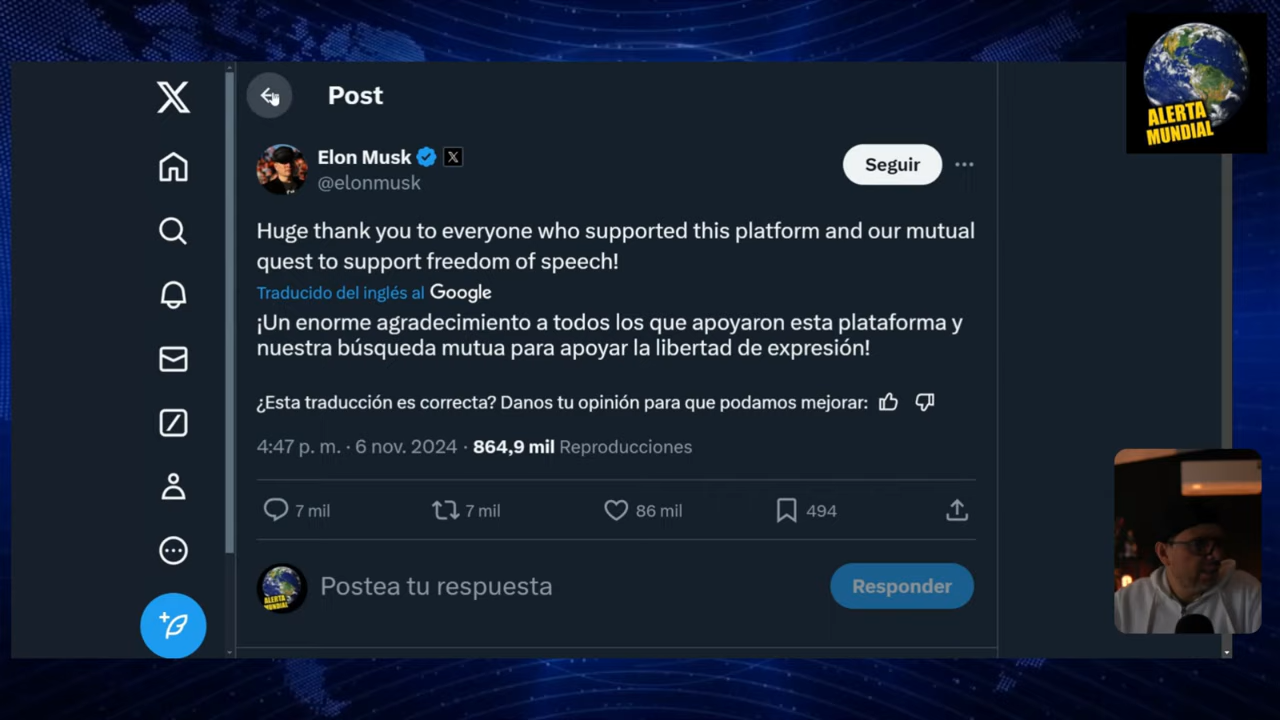 ALERTA
MUNDIAL
Post
Elon Musk
@elonmusk
Seguir
Huge thank you to everyone who supported this platform and our mutual
quest to support freedom of speech!
Traducido del inglés al Google
¡Un enorme agradecimiento a todos los que apoyaron esta plataforma y
nuestra búsqueda mutua para apoyar la libertad de expresión!
¿Esta traducción es correcta? Danos tu opinión para que podamos mejorar:
4:47 p. m. · 6 nov. 2024 · 864,9 mil Reproducciones
7 mil 7 mil 86 mil 494
ALERTA
MUNDIAL
Postea tu respuesta
Responder